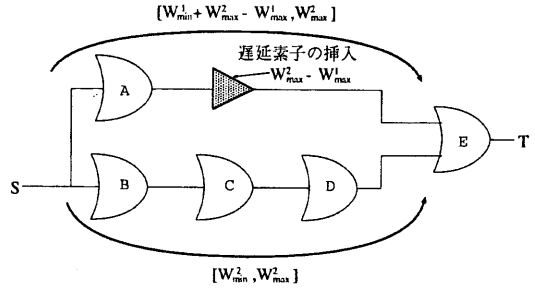 [W¹min + W²max - W¹max, W²max]
遅延素子の挿入
W²max - W¹max
A
E
T
S
B
C
D
[W²min, W²max]